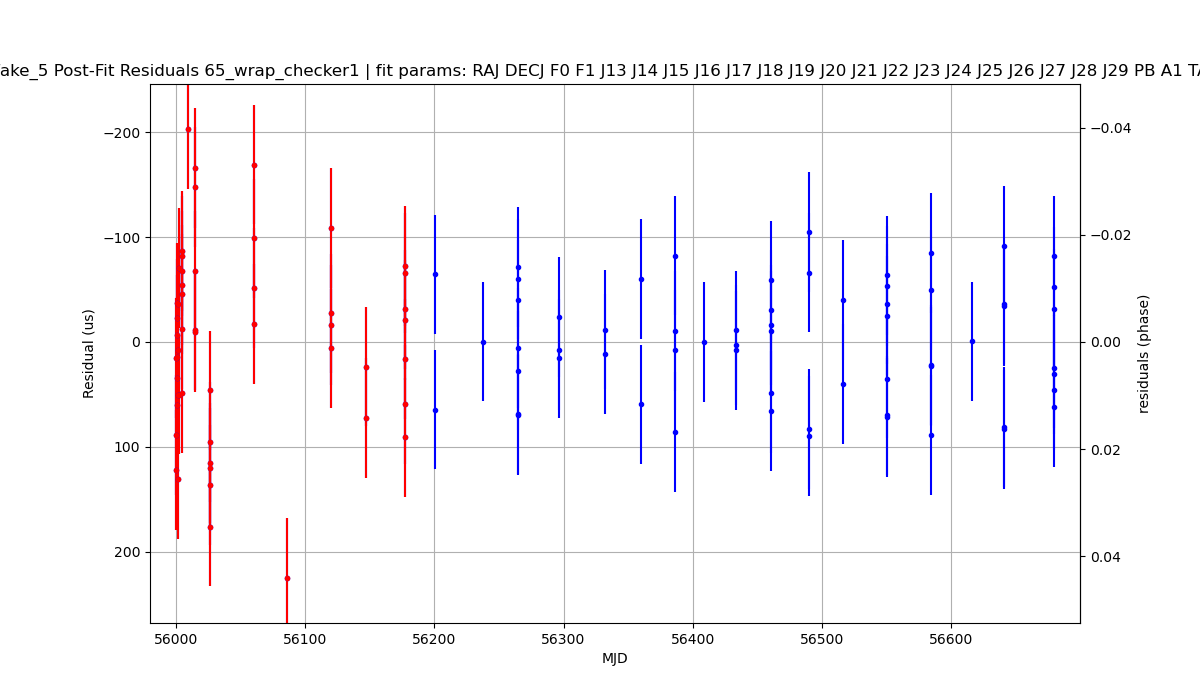 ake_5 Post-Fit Residuals 65_wrap_checker1 | fit params: RAJ DECJ F0 F1 J13 J14 J15 J16 J17 J18 J19 J20 J21 J22 J23 J24 J25 J26 J27 J28 J29 PB A1
−200
−100
0
100
200
Residual (us)
−0.04
−0.02
0.00
0.02
0.04
residuals (phase)
56000 56100 56200 56300 56400 56500 56600
MJD